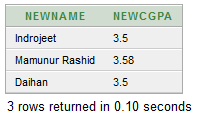 NEWNAME NEWCGPA
Indrojeet 3.5
Mamunur Rashid 3.58
Daihan 3.5
3 rows returned in 0.10 seconds